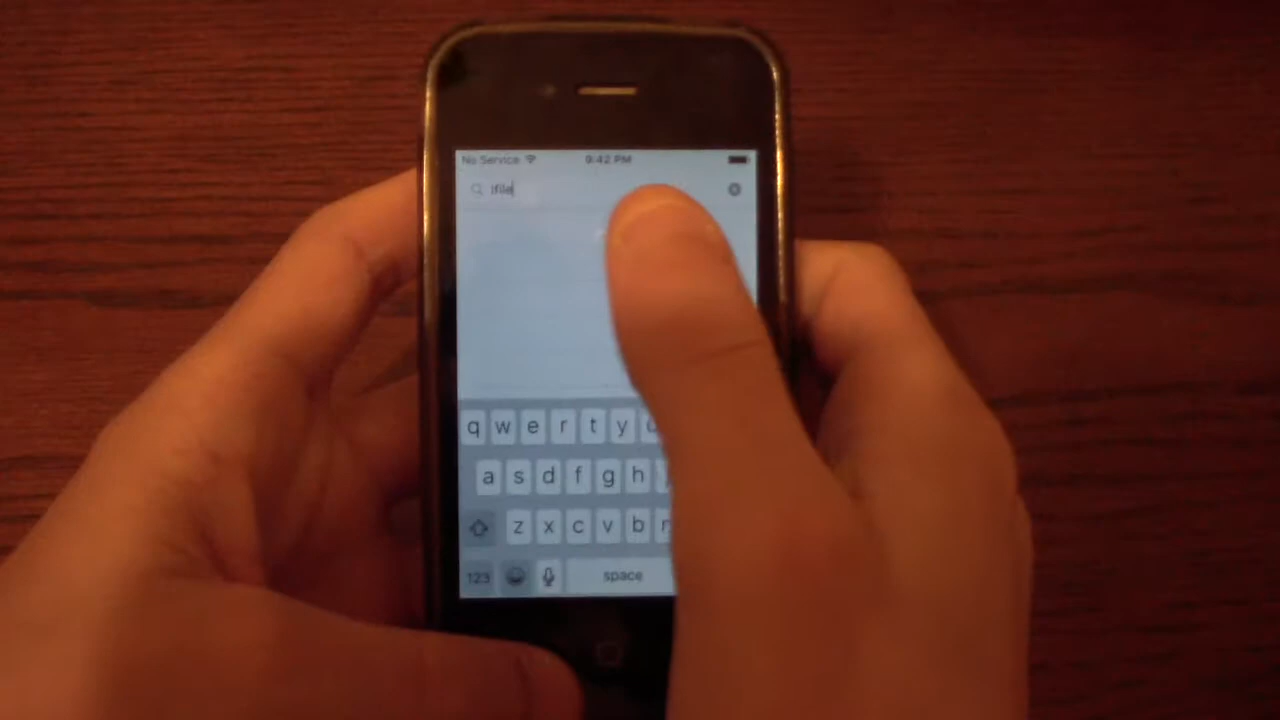 No Service 9:42 PM
ifile
q w e r t y
a s d f g h
z x c v b
123 space